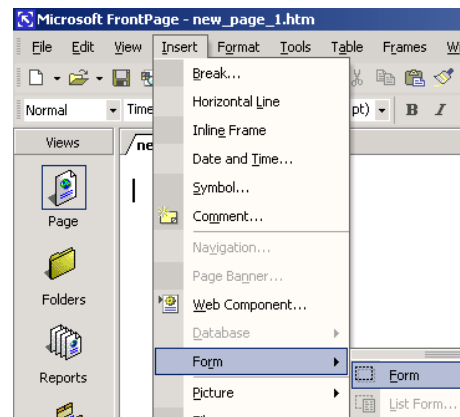 Microsoft FrontPage - new_page_1.htm
File Edit View Insert Format Tools Table Frames
Normal Time pt) B I
Views ne
Page
Folders
Reports
Break...
Horizontal Line
Inline Frame
Date and Time...
Symbol...
Comment...
Navigation...
Page Banner...
Web Component...
Database
Form
Picture
Form
List Form...